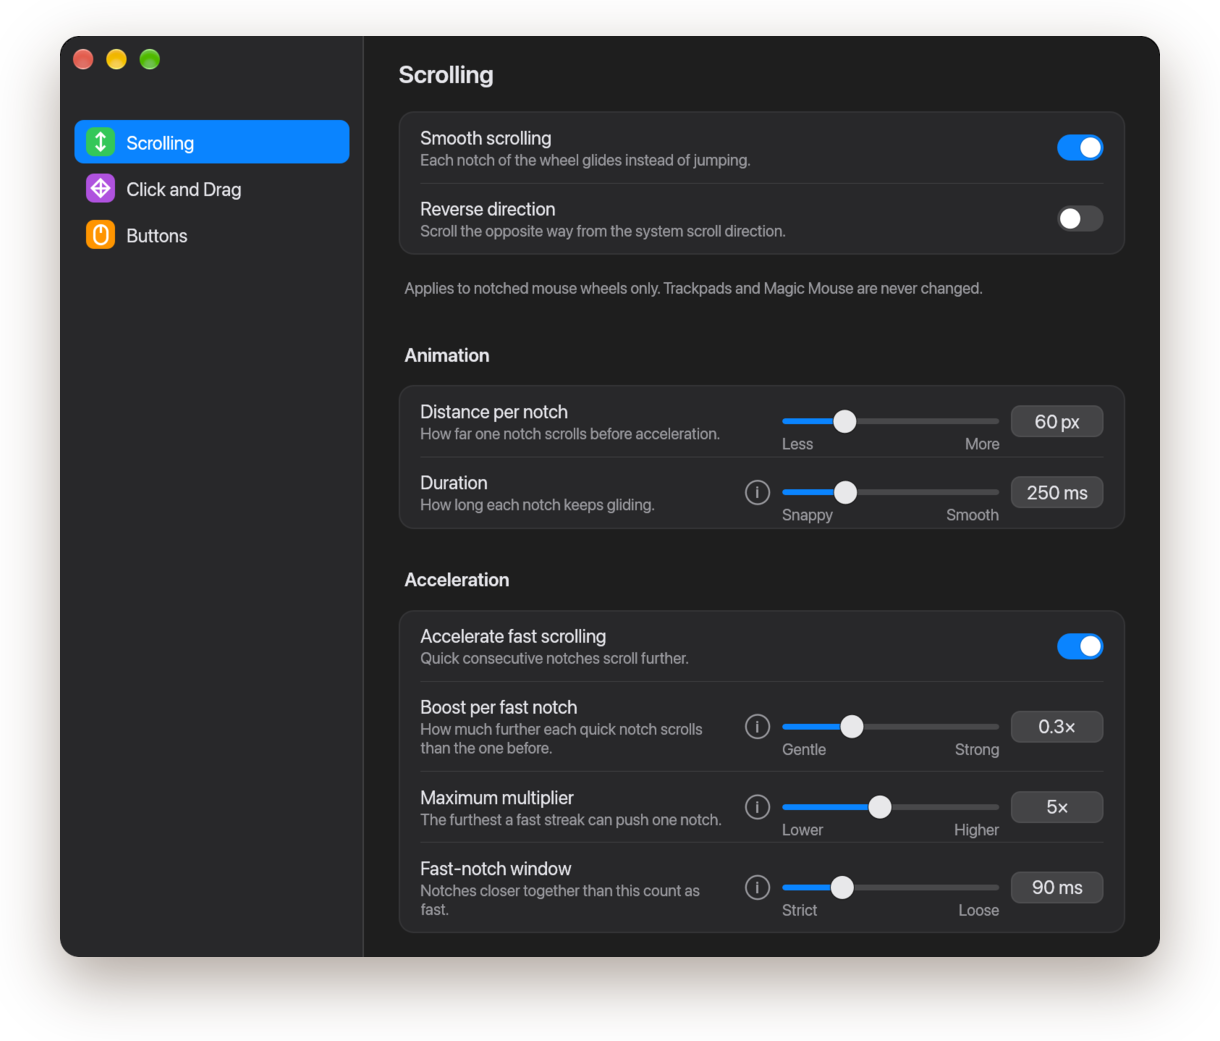 Scrolling
Scrolling
Click and Drag
Buttons
Smooth scrolling
Each notch of the wheel glides instead of jumping.
Reverse direction
Scroll the opposite way from the system scroll direction.
Applies to notched mouse wheels only. Trackpads and Magic Mouse are never changed.
Animation
Distance per notch
How far one notch scrolls before acceleration.
Less
More
60 px
Duration
How long each notch keeps gliding.
Snappy
Smooth
250 ms
Acceleration
Accelerate fast scrolling
Quick consecutive notches scroll further.
Boost per fast notch
How much further each quick notch scrolls
than the one before.
Gentle
Strong
0.3×
Maximum multiplier
The furthest a fast streak can push one notch.
Lower
Higher
5×
Fast-notch window
Notches closer together than this count as
fast.
Strict
Loose
90 ms